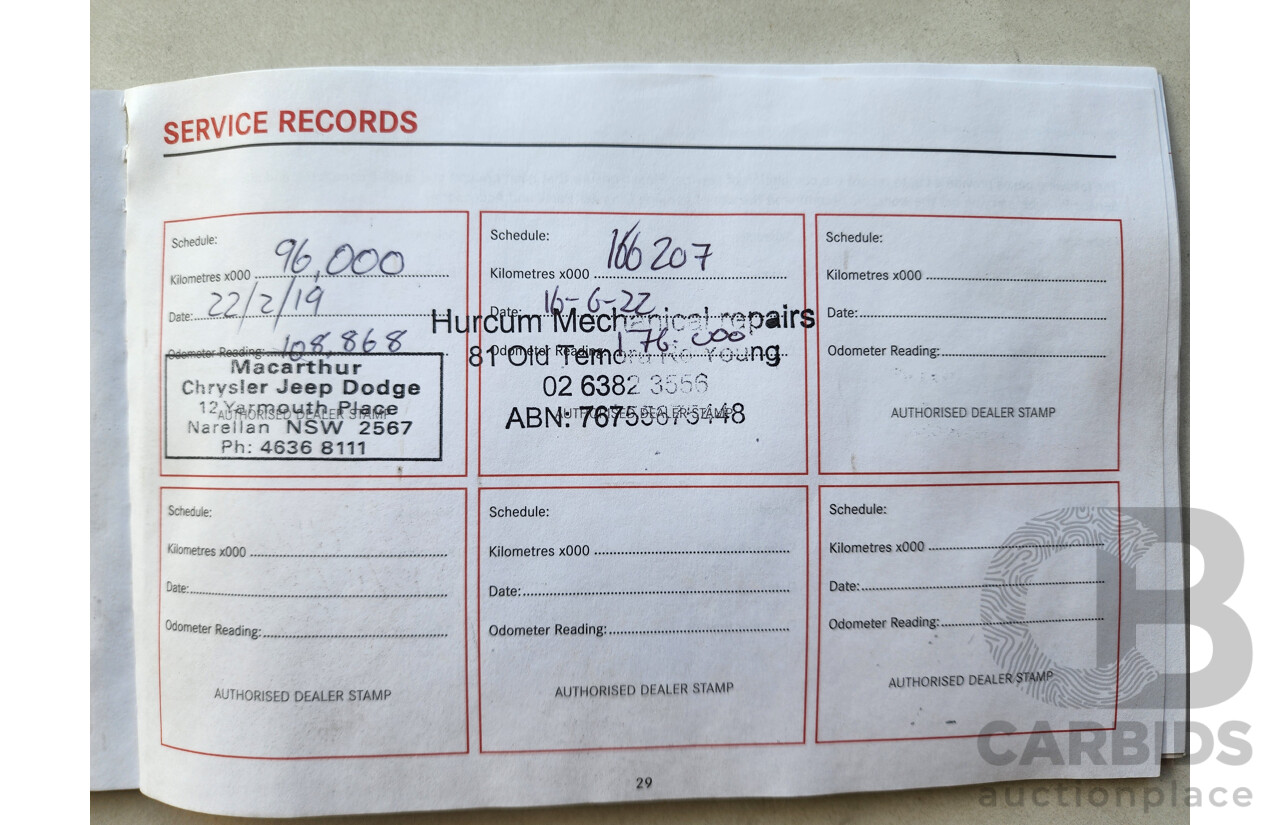 SERVICE RECORDS
Schedule:
Kilometres x000 96,000
Date: 22/2/19
Odometer Reading: 108,868
Macarthur
Chrysler Jeep Dodge
12 Yarmouth Place
Narellan NSW 2567
Ph: 4636 8111
AUTHORISED DEALER STAMP
Schedule:
Kilometres x000 166 207
Date: 16-6-22
Hurcum Mechanical repairs
Odometer Reading: 176.000
81 Old Temora Rd Young
02 6382 3556
AUTHORISED DEALER STAMP
ABN:
Schedule:
Kilometres x000
Date:
Odometer Reading:
AUTHORISED DEALER STAMP
Schedule:
Kilometres x000
Date:
Odometer Reading:
AUTHORISED DEALER STAMP
Schedule:
Kilometres x000
Date:
Odometer Reading:
AUTHORISED DEALER STAMP
Schedule:
Kilometres x000
Date:
Odometer Reading:
AUTHORISED DEALER STAMP
29
CB
CARBIDS
auctionplace